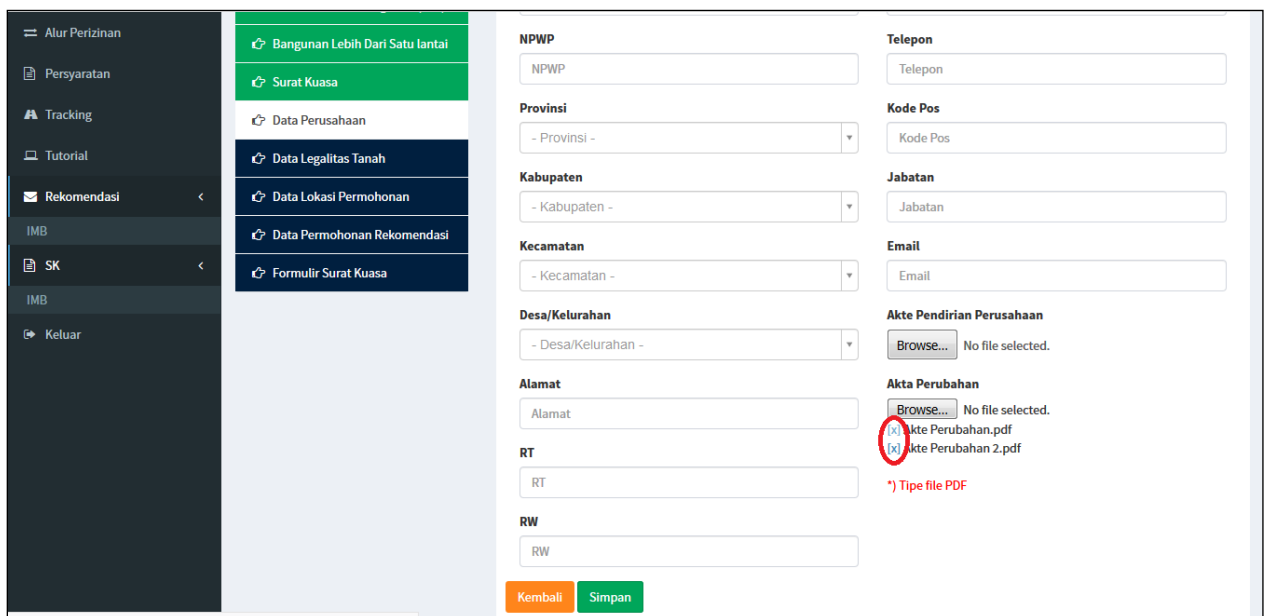 Alur Perizinan
Persyaratan
Tracking
Tutorial
Rekomendasi
IMB
SK
IMB
Keluar
Bangunan Lebih Dari Satu lantai
Surat Kuasa
Data Perusahaan
Data Legalitas Tanah
Data Lokasi Permohonan
Data Permohonan Rekomendasi
Formulir Surat Kuasa
NPWP
NPWP
Provinsi
- Provinsi -
Kabupaten
- Kabupaten -
Kecamatan
- Kecamatan -
Desa/Kelurahan
- Desa/Kelurahan -
Alamat
Alamat
RT
RT
RW
RW
Kembali Simpan
Telepon
Telepon
Kode Pos
Kode Pos
Jabatan
Jabatan
Email
Email
Akte Pendirian Perusahaan
Browse... No file selected.
Akta Perubahan
Browse... No file selected.
[x] Akte Perubahan.pdf
[x] Akte Perubahan 2.pdf
*) Tipe file PDF